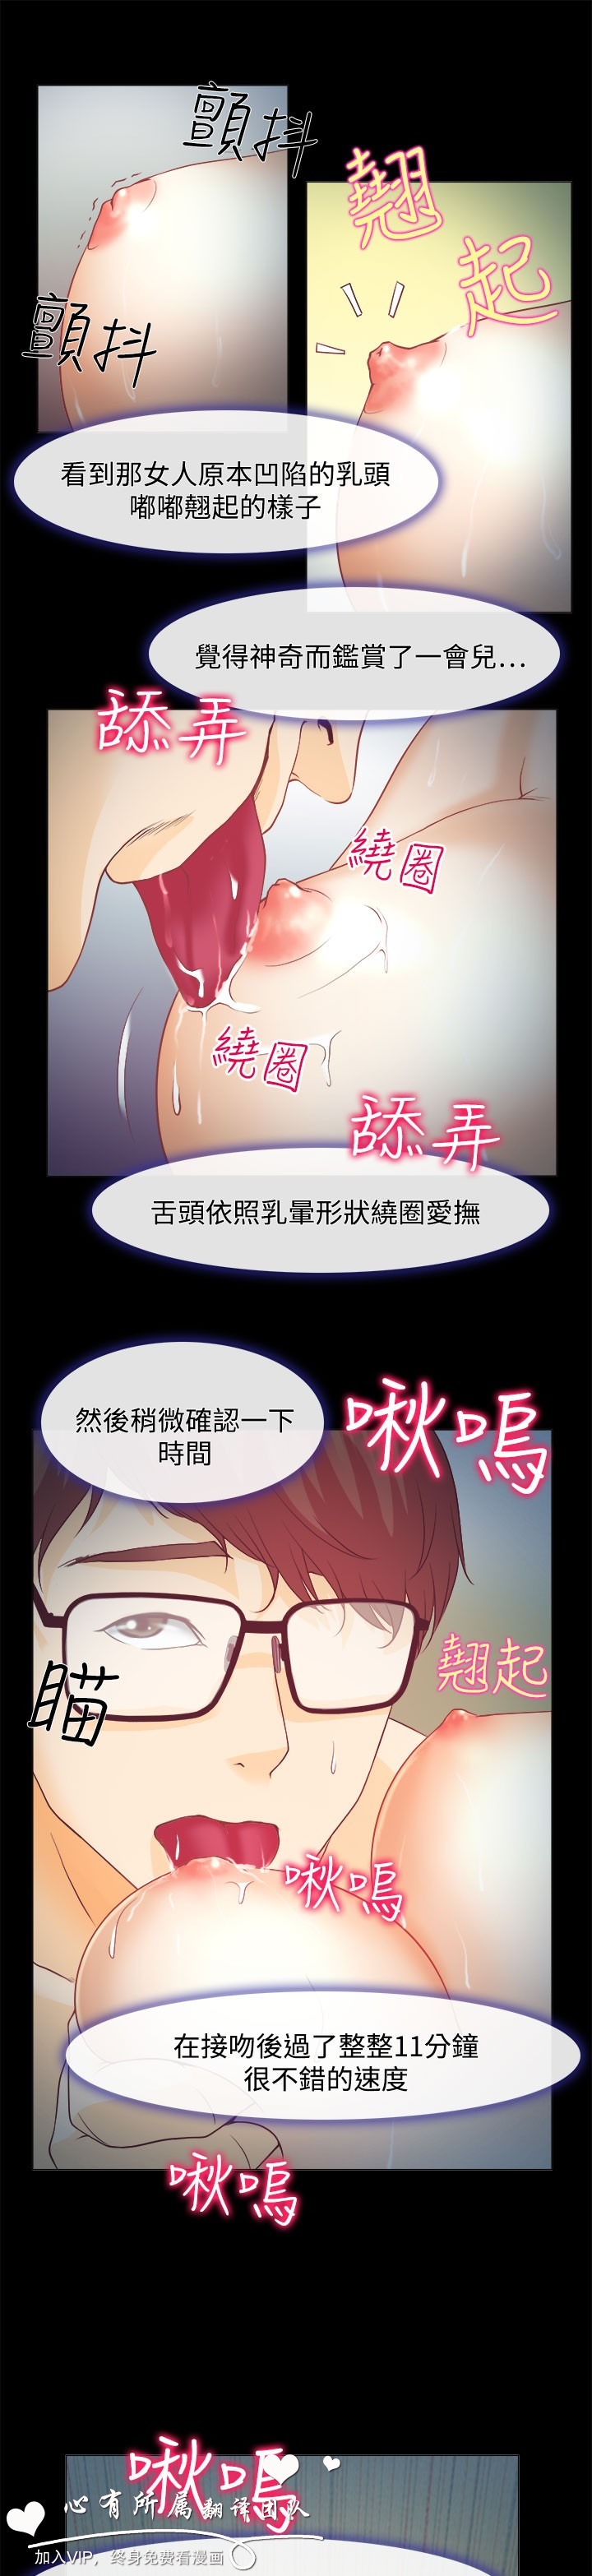 顫抖
翹起
顫抖
看到那女人原本凹陷的乳頭
嘟嘟翹起的樣子
覺得神奇而鑑賞了一會兒...
舔弄
繞圈
繞圈
舔弄
舌頭依照乳暈形狀繞圈愛撫
然後稍微確認一下
時間
啾嗚
翹起
瞄
啾嗚
在接吻後過了整整11分鐘
很不錯的速度
啾嗚
啾嗚
心有所属翻译团队
加入VIP，终身免费看漫画